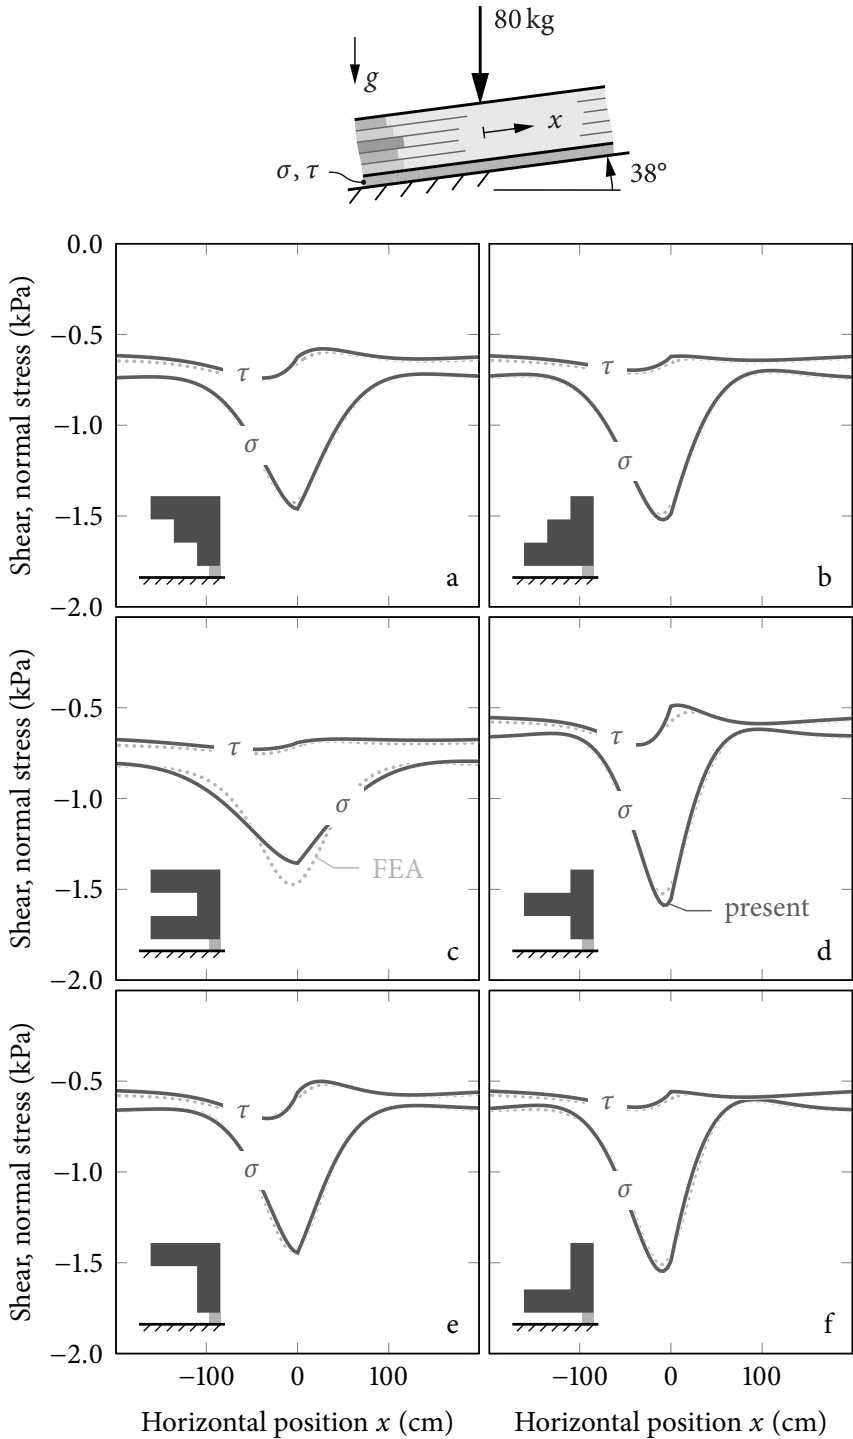 80 kg
g
x
σ, τ
38°
Shear, normal stress (kPa)
0.0
−0.5
−1.0
−1.5
−2.0
τ
σ
a
τ
σ
b
Shear, normal stress (kPa)
−0.5
−1.0
−1.5
−2.0
τ
σ
FEA
c
τ
σ
present
d
Shear, normal stress (kPa)
−0.5
−1.0
−1.5
−2.0
τ
σ
e
τ
σ
f
−100 0 100
−100 0 100
Horizontal position x (cm)
Horizontal position x (cm)